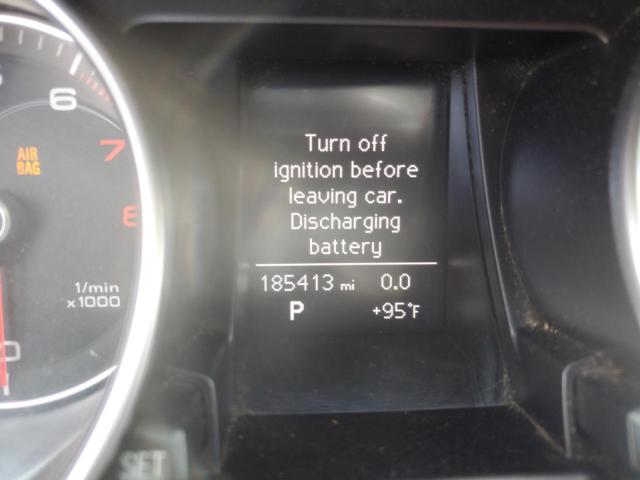 6
7
AIR
BAG
8
1/min
x1000
Turn off
ignition before
leaving car.
Discharging
battery
185413 mi 0.0
P +95°F
SET